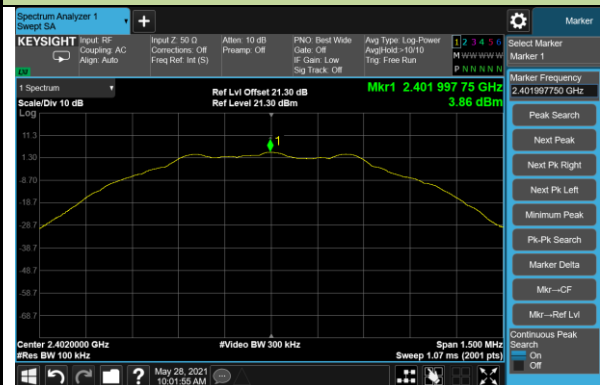 Spectrum Analyzer 1
Swept SA
+
Marker
KEYSIGHT
Input: RF
Coupling: AC
Align: Auto
Input Z: 50 Ω
Corrections: Off
Freq Ref: Int (S)
Atten: 10 dB
Preamp: Off
PNO: Best Wide
Gate: Off
IF Gain: Low
Sig Track: Off
Avg Type: Log-Power
Avg|Hold:>10/10
Trig: Free Run
1 2 3 4 5 6
M W W W W W
P N N N N N
LW
Select Marker
Marker 1
Marker Frequency
2.401997750 GHz
1 Spectrum
Scale/Div 10 dB
Ref Lvl Offset 21.30 dB
Ref Level 21.30 dBm
Mkr1 2.401 997 75 GHz
3.86 dBm
Log
11.3
1.30
-8.70
-18.7
-28.7
-38.7
-48.7
-58.7
-68.7
1
Peak Search
Next Peak
Next Pk Right
Next Pk Left
Minimum Peak
Pk-Pk Search
Marker Delta
Mkr→CF
Mkr→Ref Lvl
Continuous Peak
Search
On
Off
Center 2.4020000 GHz
#Res BW 100 kHz
#Video BW 300 kHz
Span 1.500 MHz
Sweep 1.07 ms (2001 pts)
?
May 28, 2021
10:01:55 AM